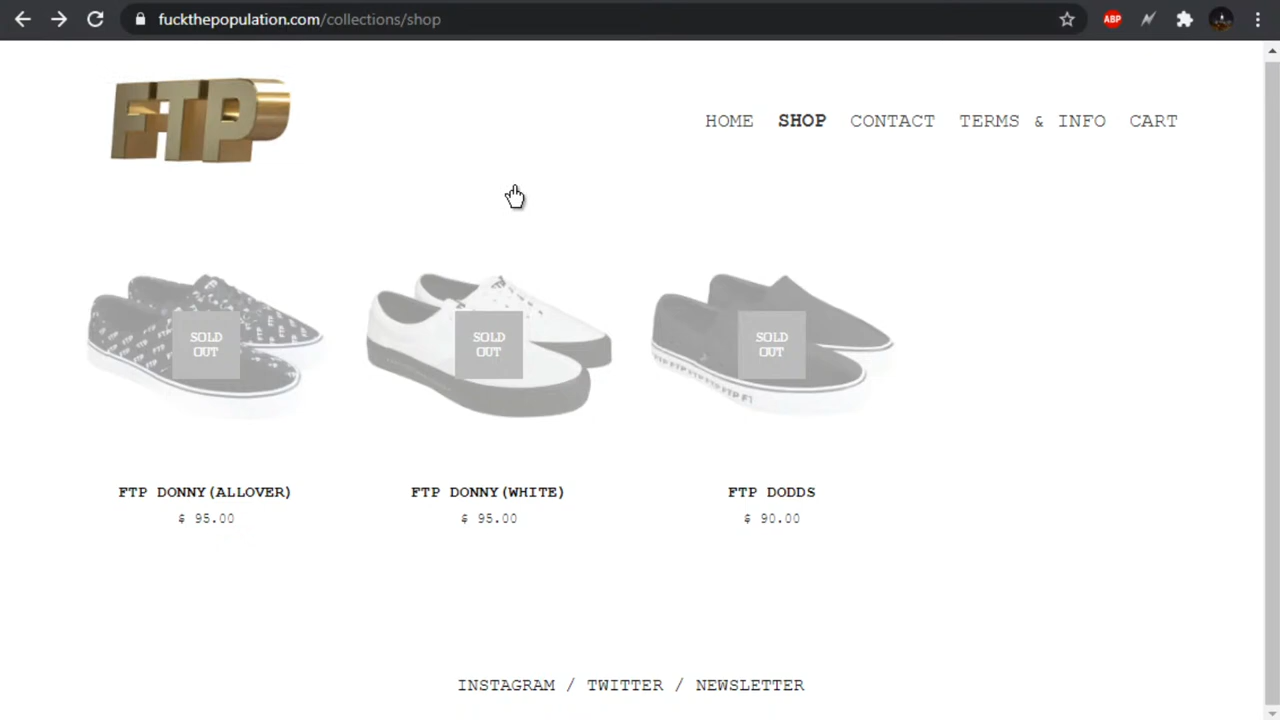 fuckthepopulation.com/collections/shop
ABP
FTP
HOME SHOP CONTACT TERMS & INFO CART
SOLD OUT
SOLD OUT
SOLD OUT
FTP DONNY(ALLOVER) FTP DONNY(WHITE) FTP DODDS
$ 95.00 $ 95.00 $ 90.00
INSTAGRAM / TWITTER / NEWSLETTER